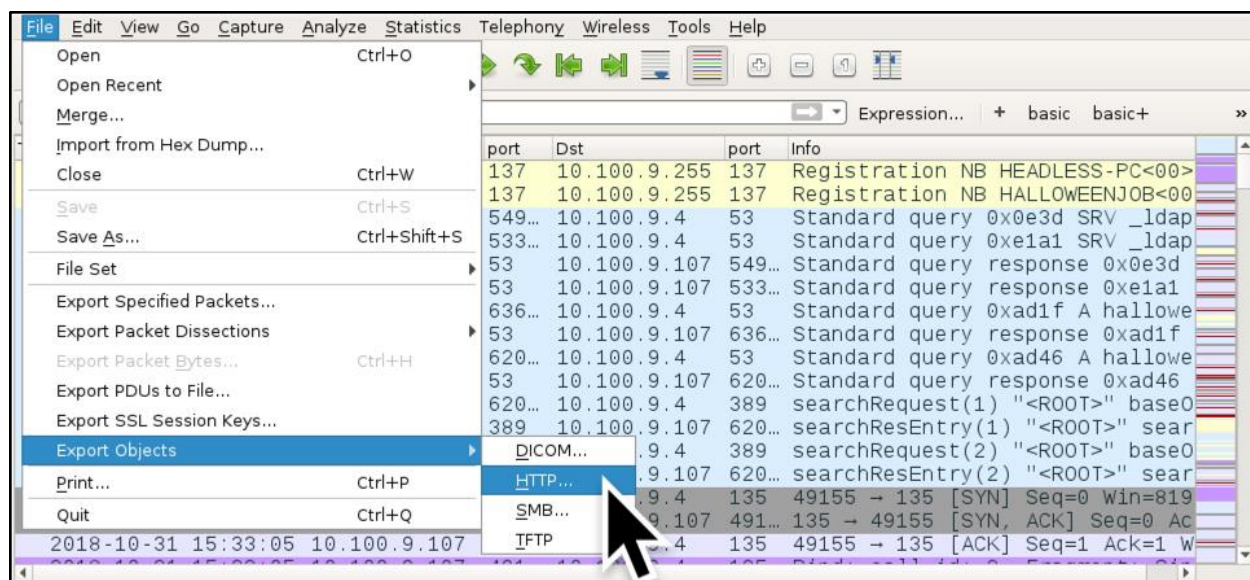 File Edit View Go Capture Analyze Statistics Telephony Wireless Tools Help
Open Ctrl+O
Open Recent
Merge...
Import from Hex Dump...
Close Ctrl+W
Save Ctrl+S
Save As... Ctrl+Shift+S
File Set
Export Specified Packets...
Export Packet Dissections
Export Packet Bytes... Ctrl+H
Export PDUs to File...
Export SSL Session Keys...
Export Objects
Print... Ctrl+P
Quit Ctrl+Q
DICOM...
HTTP...
SMB...
TFTP
Expression... + basic basic+ »
port Dst port Info
137 10.100.9.255 137 Registration NB HEADLESS-PC<00>
137 10.100.9.255 137 Registration NB HALLOWEENJOB<00
549… 10.100.9.4 53 Standard query 0x0e3d SRV _ldap
533… 10.100.9.4 53 Standard query 0xe1a1 SRV _ldap
53 10.100.9.107 549… Standard query response 0x0e3d
53 10.100.9.107 533… Standard query response 0xe1a1
636… 10.100.9.4 53 Standard query 0xad1f A hallowe
53 10.100.9.107 636… Standard query response 0xad1f
620… 10.100.9.4 53 Standard query 0xad46 A hallowe
53 10.100.9.107 620… Standard query response 0xad46
620… 10.100.9.4 389 searchRequest(1) "<ROOT>" baseO
389 10.100.9.107 620… searchResEntry(1) "<ROOT>" sear
.9.4 389 searchRequest(2) "<ROOT>" baseO
.9.107 620… searchResEntry(2) "<ROOT>" sear
.9.4 135 49155 → 135 [SYN] Seq=0 Win=819
9.107 491… 135 → 49155 [SYN, ACK] Seq=0 Ac
2018-10-31 15:33:05 10.100.9.107 .4 135 49155 → 135 [ACK] Seq=1 Ack=1 W